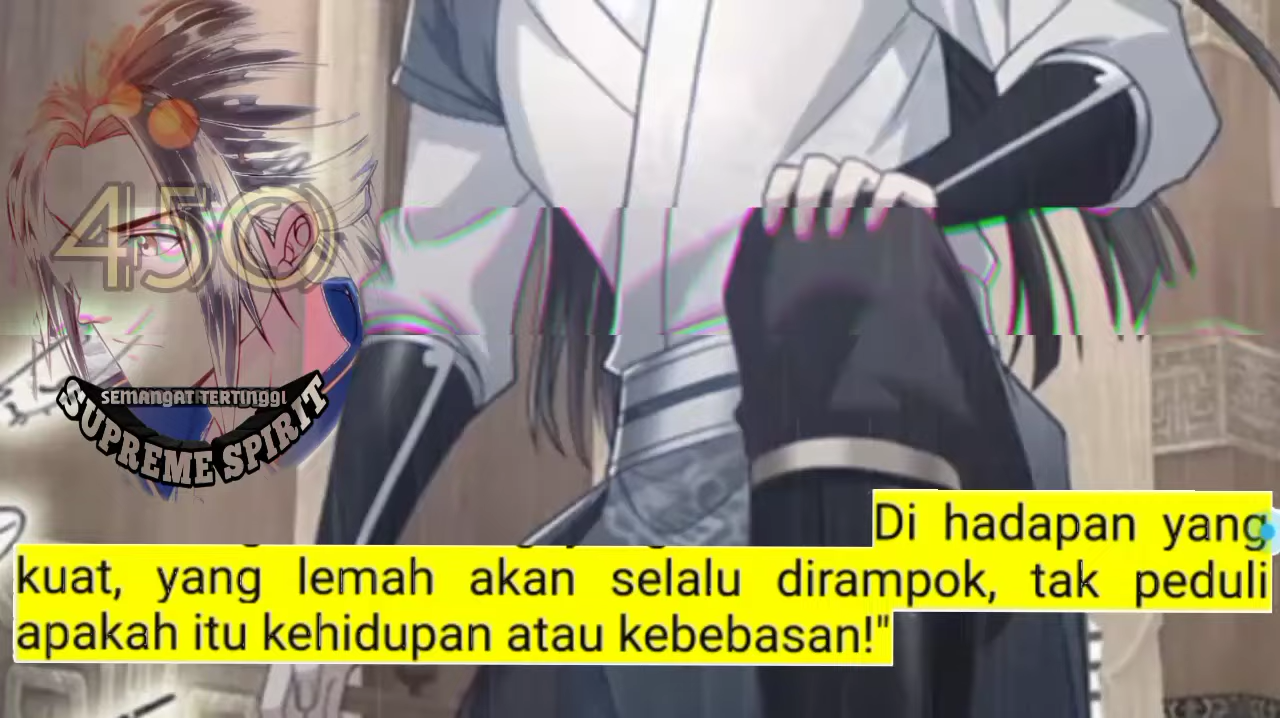 450
SEMANGAT TERTINGGI
SUPREME SPIRIT
Di hadapan yang
kuat, yang lemah akan selalu dirampok, tak peduli
apakah itu kehidupan atau kebebasan!"